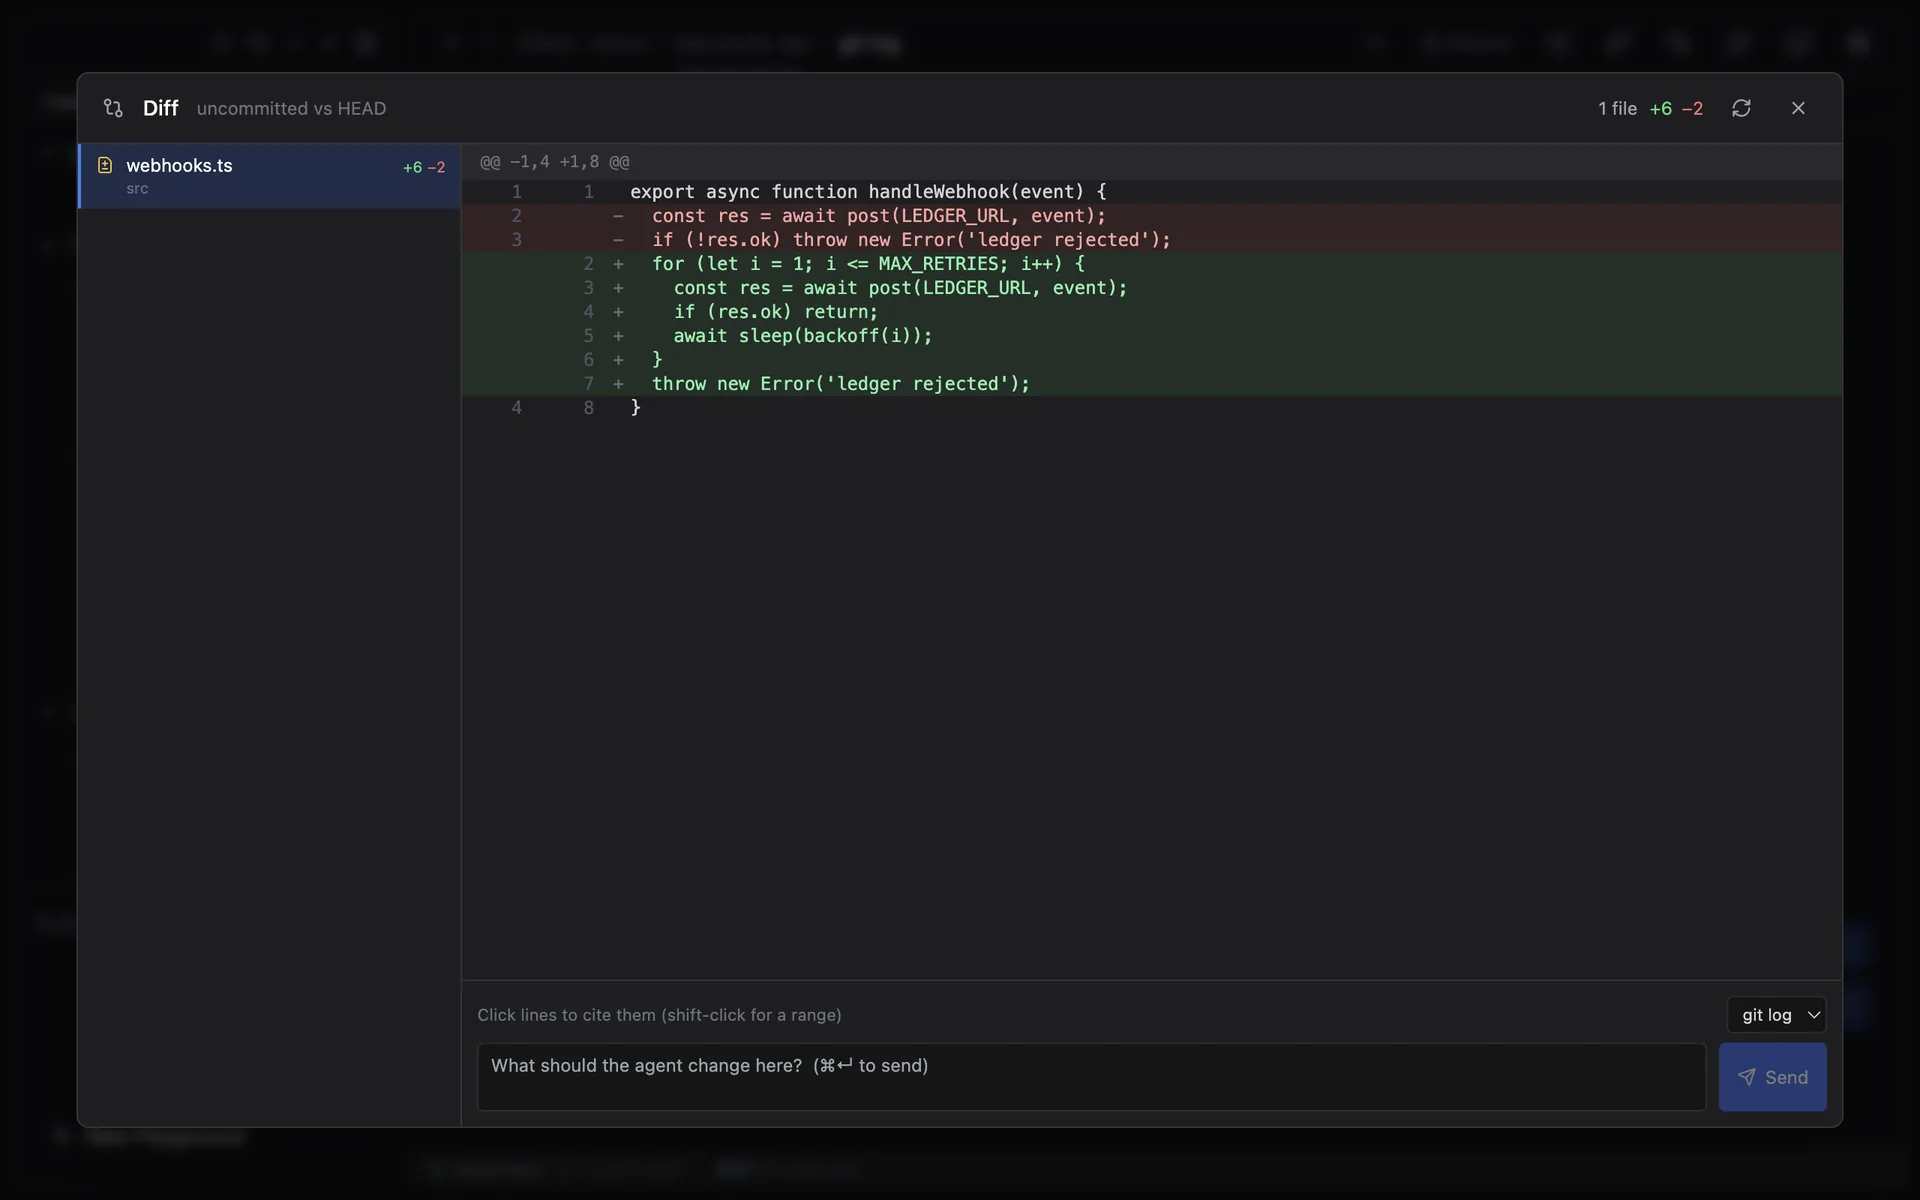 Diff uncommitted vs HEAD 1 file +6 −2
webhooks.ts +6 −2
src
@@ −1,4 +1,8 @@
1 1 export async function handleWebhook(event) {
2 − const res = await post(LEDGER_URL, event);
3 − if (!res.ok) throw new Error('ledger rejected');
2 + for (let i = 1; i <= MAX_RETRIES; i++) {
3 + const res = await post(LEDGER_URL, event);
4 + if (res.ok) return;
5 + await sleep(backoff(i));
6 + }
7 + throw new Error('ledger rejected');
4 8 }
Click lines to cite them (shift-click for a range) git log
What should the agent change here? (⌘↵ to send)
Send